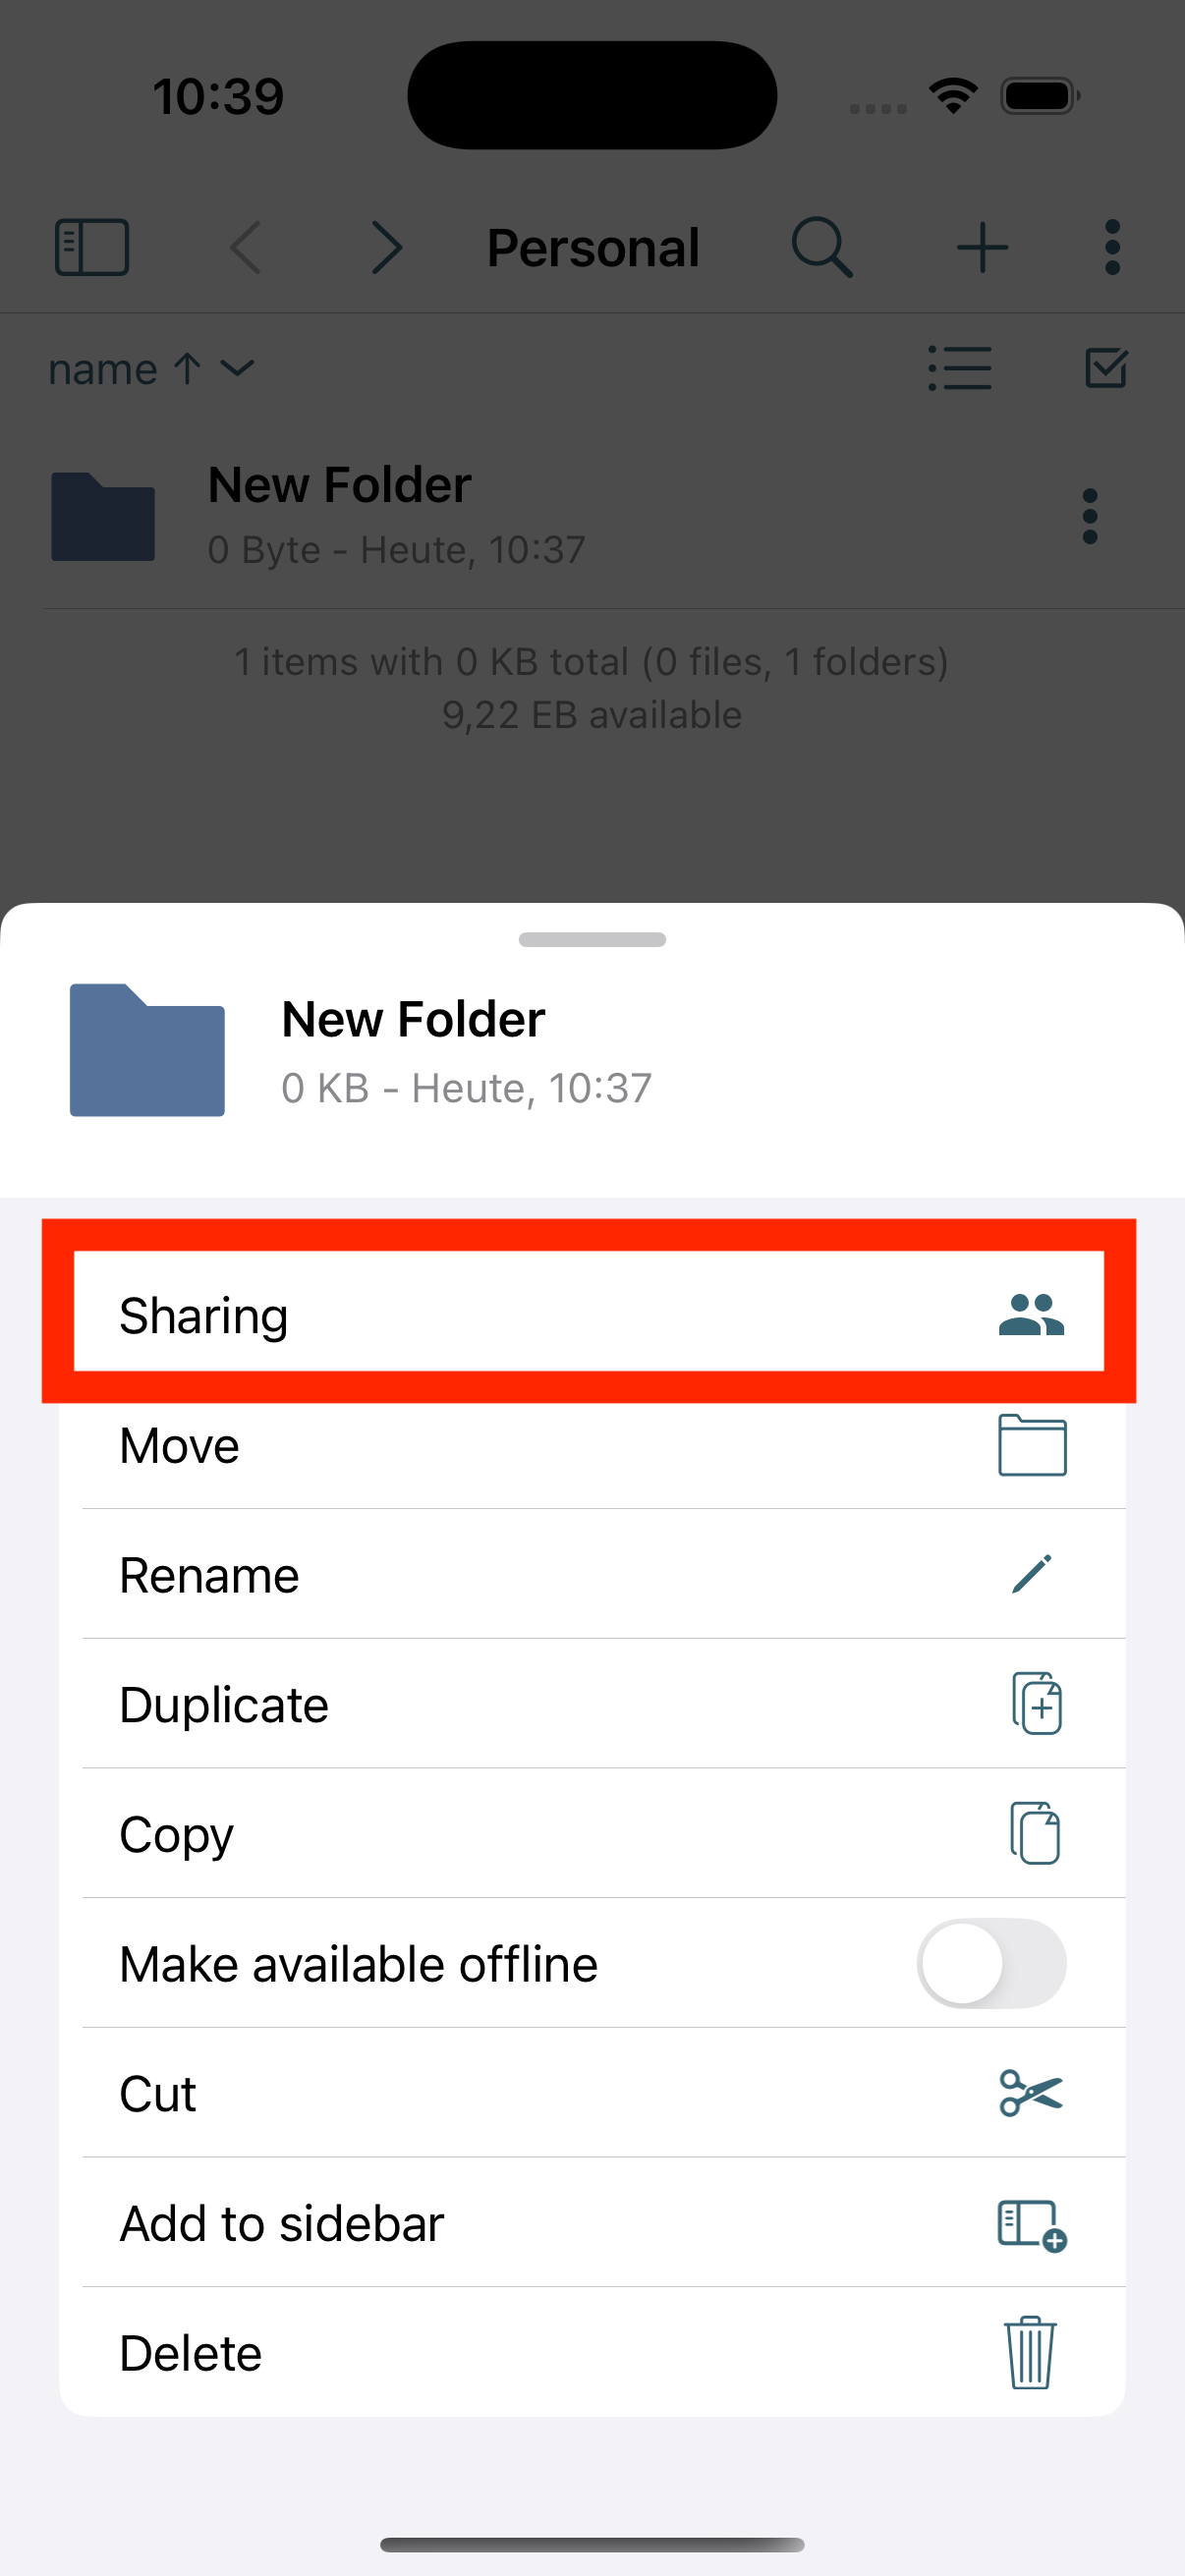 10:39
Personal
name ↑
New Folder
0 Byte - Heute, 10:37
1 items with 0 KB total (0 files, 1 folders)
9,22 EB available
New Folder
0 KB - Heute, 10:37
Sharing
Move
Rename
Duplicate
Copy
Make available offline
Cut
Add to sidebar
Delete